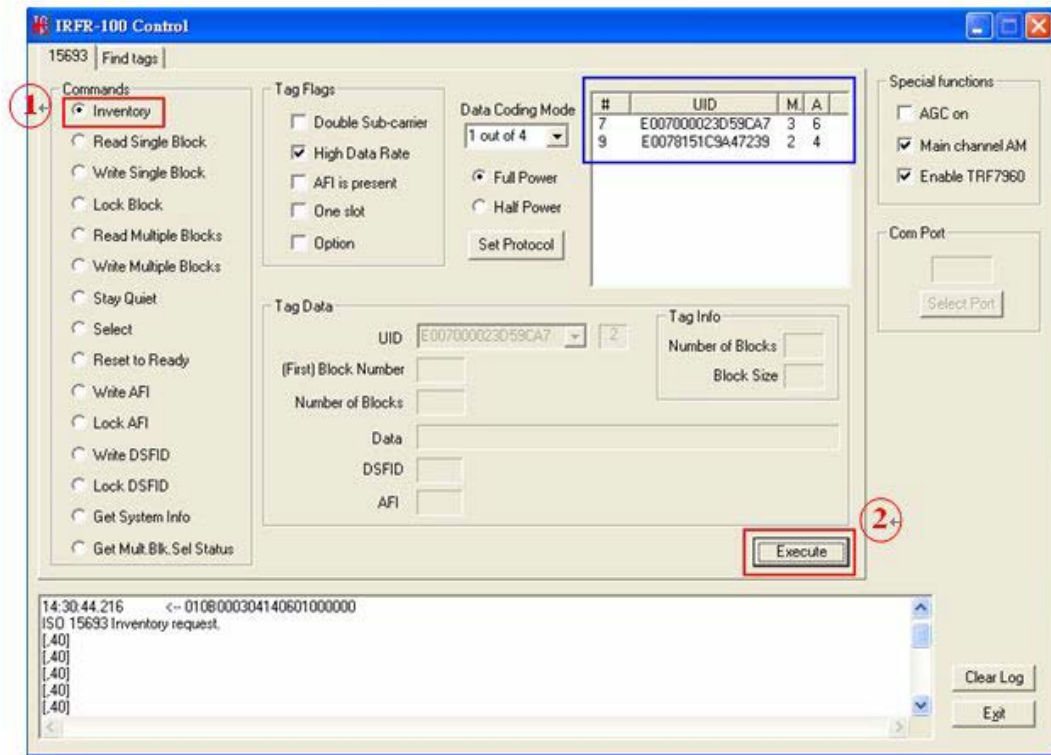 IRFR-100 Control
15693 Find tags
Commands
1
Inventory
Read Single Block
Write Single Block
Lock Block
Read Multiple Blocks
Write Multiple Blocks
Stay Quiet
Select
Reset to Ready
Write AFI
Lock AFI
Write DSFID
Lock DSFID
Get System Info
Get Mult.Blk.Sel Status
Tag Flags
Double Sub-carrier
High Data Rate
AFI is present
One slot
Option
Data Coding Mode
1 out of 4
Full Power
Half Power
Set Protocol
# UID M. A
7 E007000023D59CA7 3 6
9 E0078151C9A47239 2 4
Special functions
AGC on
Main channel AM
Enable TRF7960
Com Port
Select Port
Tag Data
UID E007000023D59CA7 2
(First) Block Number
Number of Blocks
Data
DSFID
AFI
Tag Info
Number of Blocks
Block Size
2
Execute
14:30:44.216 <-- 010B000304140601000000
ISO 15693 Inventory request.
[,40]
[,40]
[,40]
[,40]
[,40]
Clear Log
Exit